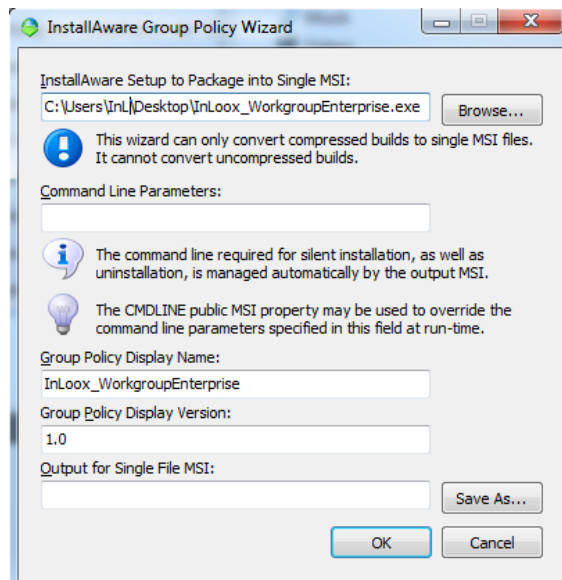 InstallAware Group Policy Wizard
InstallAware Setup to Package into Single MSI:
C:\Users\InL\Desktop\InLoox_WorkgroupEnterprise.exe
Browse...
This wizard can only convert compressed builds to single MSI files.
It cannot convert uncompressed builds.
Command Line Parameters:
The command line required for silent installation, as well as
uninstallation, is managed automatically by the output MSI.
The CMDLINE public MSI property may be used to override the
command line parameters specified in this field at run-time.
Group Policy Display Name:
InLoox_WorkgroupEnterprise
Group Policy Display Version:
1.0
Output for Single File MSI:
Save As...
OK
Cancel